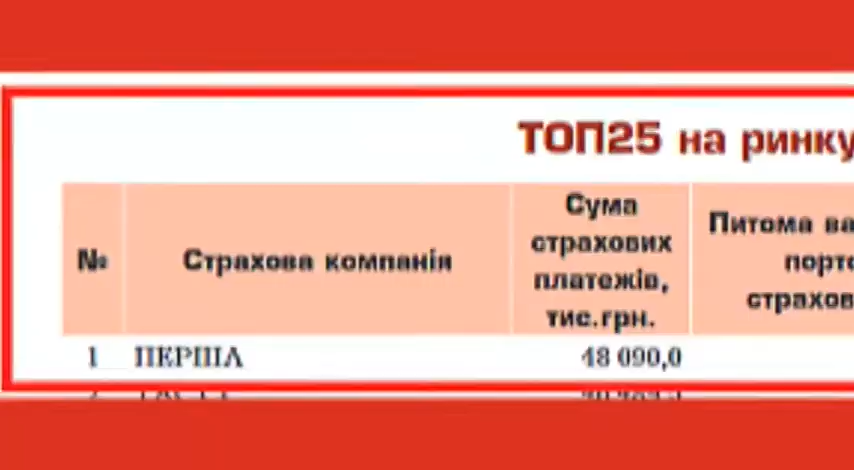 ТОП25 на ринку
№
Страхова компанія
Сума
страхових
платежів,
тис.грн.
Питома ва
порто
страхов
1 ПЕРША 48 090,0